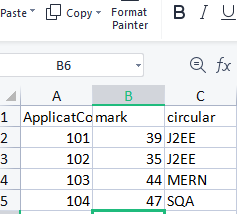 Paste Copy Format Painter B I U
B6 fx
A B C
1 ApplicatCo mark circular
2 101 39 J2EE
3 102 35 J2EE
4 103 44 MERN
5 104 47 SQA